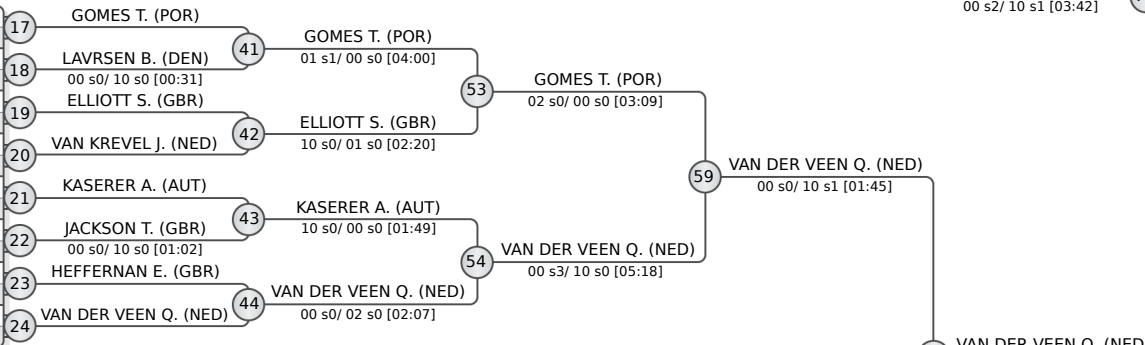 00 s2/ 10 s1 [03:42]
17
GOMES T. (POR)
41
GOMES T. (POR)
01 s1/ 00 s0 [04:00]
18
LAVRSEN B. (DEN)
00 s0/ 10 s0 [00:31]
53
GOMES T. (POR)
02 s0/ 00 s0 [03:09]
19
ELLIOTT S. (GBR)
42
ELLIOTT S. (GBR)
10 s0/ 01 s0 [02:20]
20
VAN KREVEL J. (NED)
59
VAN DER VEEN Q. (NED)
00 s0/ 10 s1 [01:45]
21
KASERER A. (AUT)
43
KASERER A. (AUT)
10 s0/ 00 s0 [01:49]
22
JACKSON T. (GBR)
00 s0/ 10 s0 [01:02]
54
VAN DER VEEN Q. (NED)
00 s3/ 10 s0 [05:18]
23
HEFFERNAN E. (GBR)
44
VAN DER VEEN Q. (NED)
00 s0/ 02 s0 [02:07]
24
VAN DER VEEN Q. (NED)
VAN DER VEEN Q. (NED